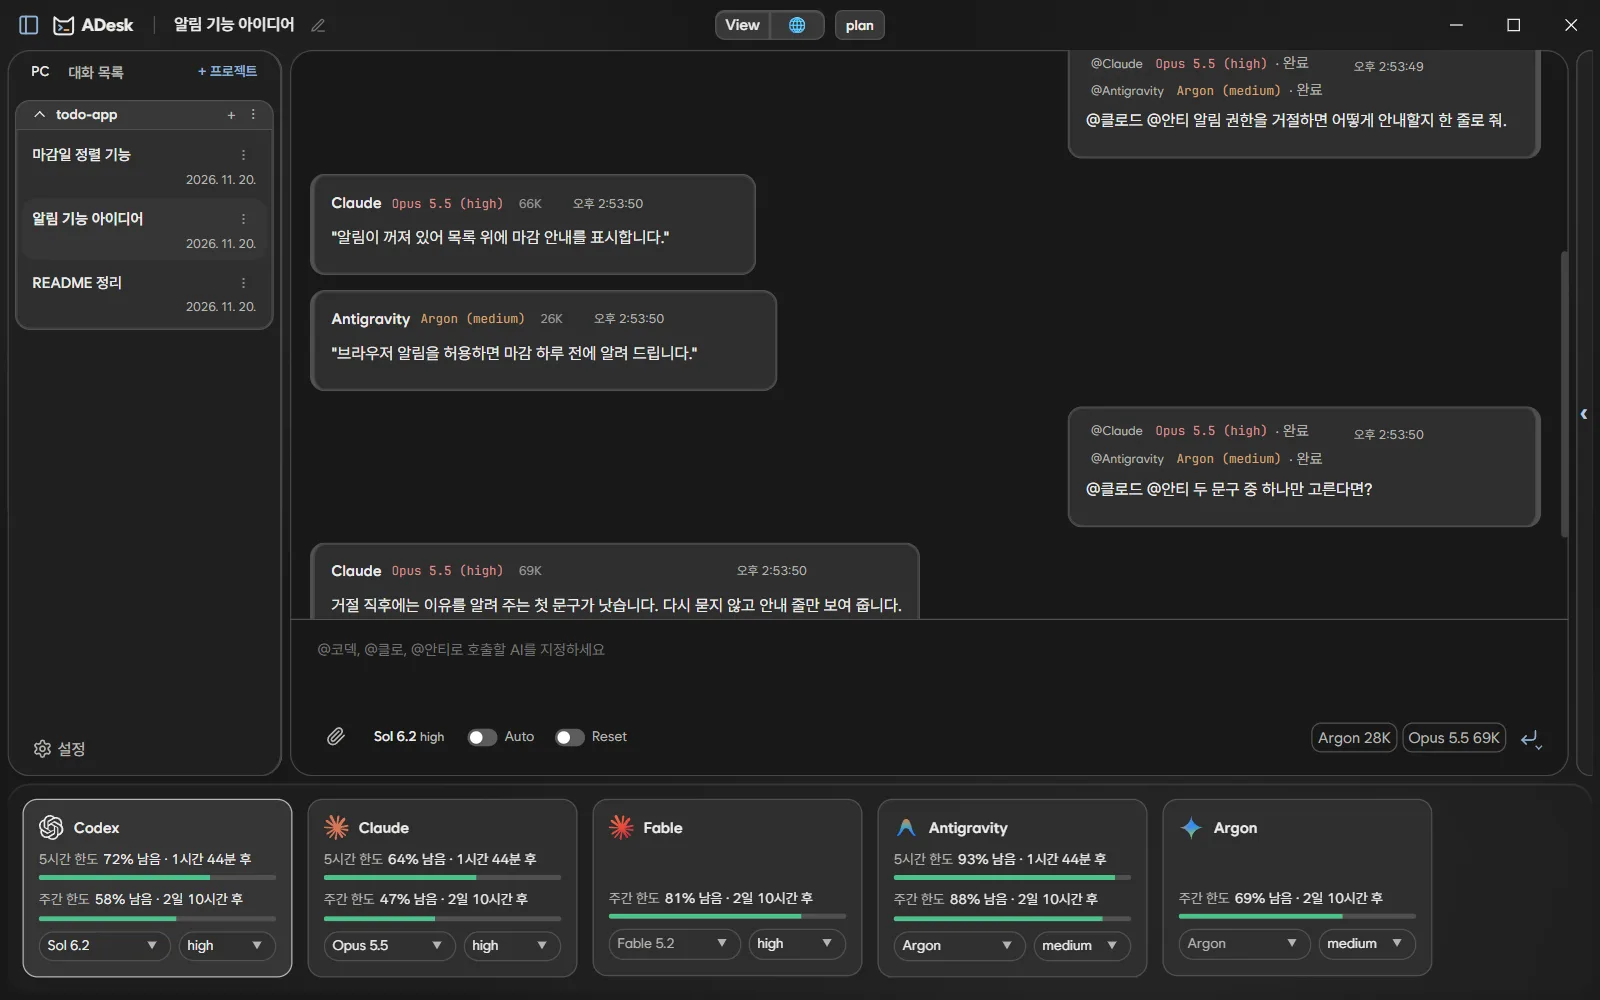 ADesk
알림 기능 아이디어
View
plan
PC 대화 목록 + 프로젝트
todo-app
마감일 정렬 기능
2026. 11. 20.
알림 기능 아이디어
2026. 11. 20.
README 정리
2026. 11. 20.
설정
@Claude Opus 5.5 (high) · 완료 오후 2:53:49
@Antigravity Argon (medium) · 완료
@클로드 @안티 알림 권한을 거절하면 어떻게 안내할지 한 줄로 줘.
Claude Opus 5.5 (high) 66K 오후 2:53:50
"알림이 꺼져 있어 목록 위에 마감 안내를 표시합니다."
Antigravity Argon (medium) 26K 오후 2:53:50
"브라우저 알림을 허용하면 마감 하루 전에 알려 드립니다."
@Claude Opus 5.5 (high) · 완료 오후 2:53:50
@Antigravity Argon (medium) · 완료
@클로드 @안티 두 문구 중 하나만 고른다면?
Claude Opus 5.5 (high) 69K 오후 2:53:50
거절 직후에는 이유를 알려 주는 첫 문구가 낫습니다. 다시 묻지 않고 안내 줄만 보여 줍니다.
@코덱, @클로, @안티로 호출할 AI를 지정하세요
Sol 6.2 high Auto Reset
Argon 28K Opus 5.5 69K
Codex
5시간 한도 72% 남음 · 1시간 44분 후
주간 한도 58% 남음 · 2일 10시간 후
Sol 6.2 ▼ high ▼
Claude
5시간 한도 64% 남음 · 1시간 44분 후
주간 한도 47% 남음 · 2일 10시간 후
Opus 5.5 ▼ high ▼
Fable
주간 한도 81% 남음 · 2일 10시간 후
Fable 5.2 ▼ high ▼
Antigravity
5시간 한도 93% 남음 · 1시간 44분 후
주간 한도 88% 남음 · 2일 10시간 후
Argon ▼ medium ▼
Argon
주간 한도 69% 남음 · 2일 10시간 후
Argon ▼ medium ▼